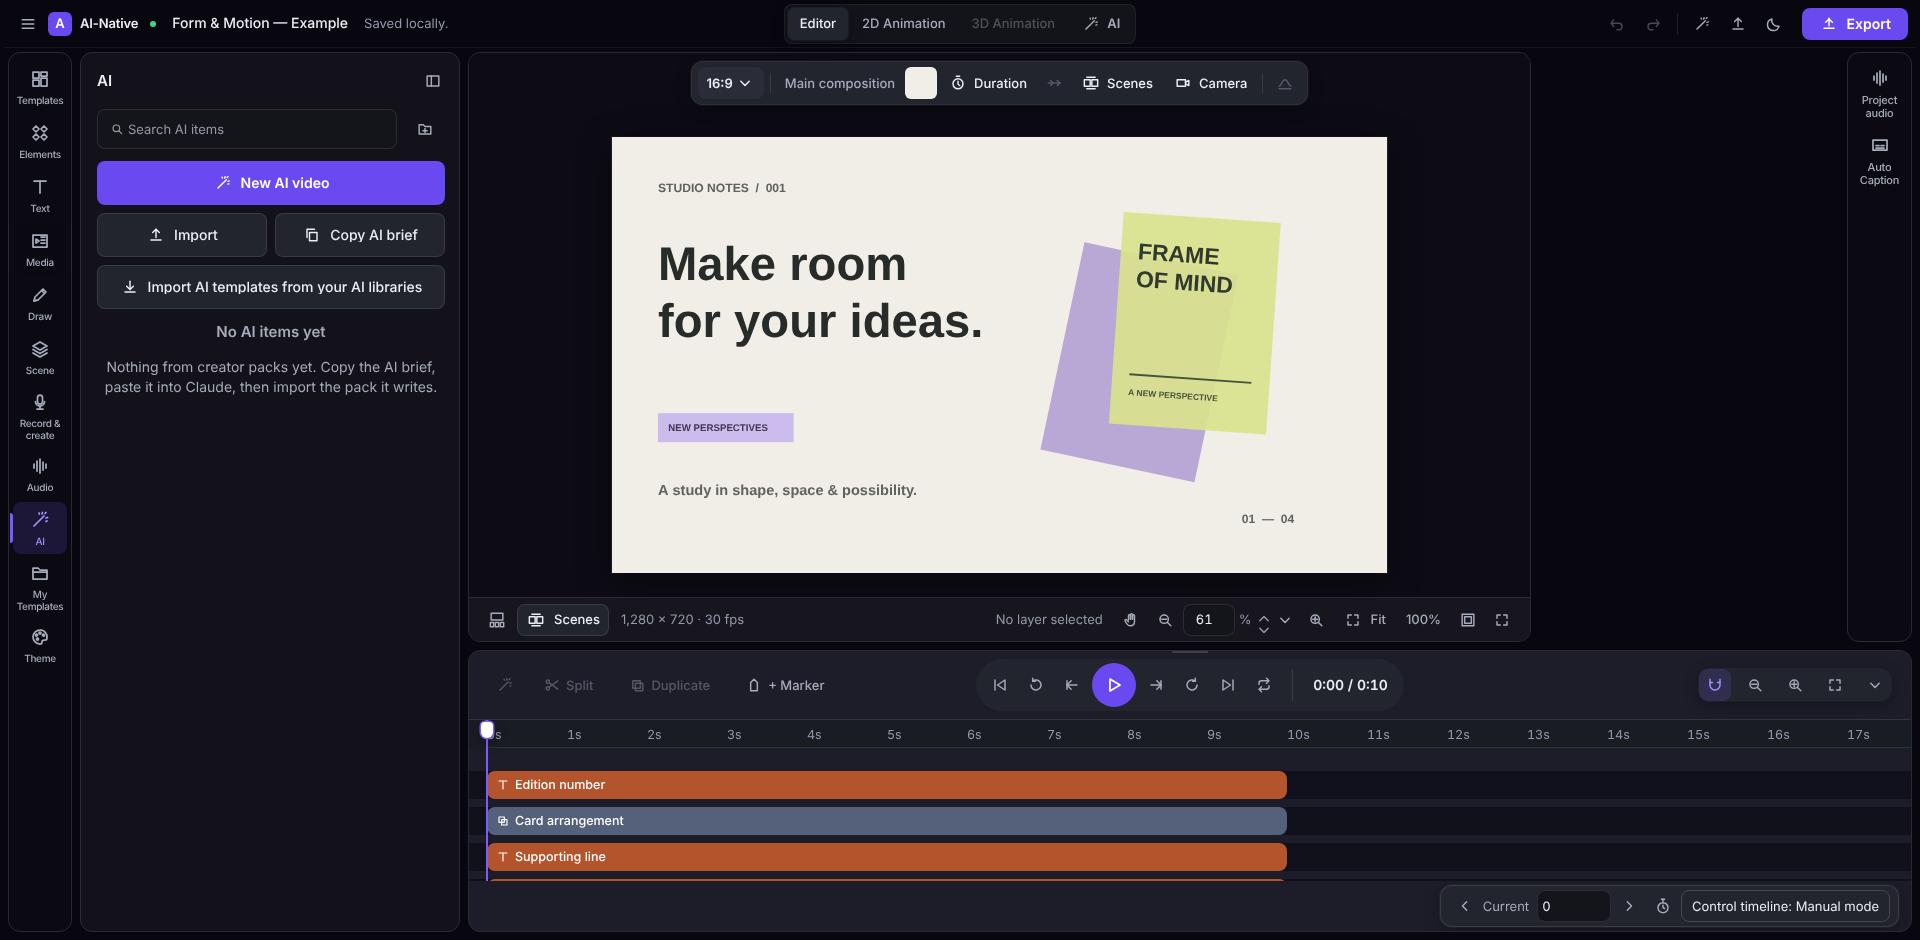 A AI-Native
Form & Motion — Example
Saved locally.
Editor
2D Animation
3D Animation
AI
Export
Templates
Elements
Text
Media
Draw
Scene
Record &
create
Audio
AI
My
Templates
Theme
AI
Search AI items
New AI video
Import
Copy AI brief
Import AI templates from your AI libraries
No AI items yet
Nothing from creator packs yet. Copy the AI brief,
paste it into Claude, then import the pack it writes.
16:9
Main composition
Duration
Scenes
Camera
STUDIO NOTES / 001
Make room
for your ideas.
NEW PERSPECTIVES
A study in shape, space & possibility.
FRAME
OF MIND
A NEW PERSPECTIVE
01 — 04
Scenes
1,280 × 720 · 30 fps
No layer selected
61 %
Fit
100%
Project
audio
Auto
Caption
Split
Duplicate
+ Marker
0:00 / 0:10
1s 2s 3s 4s 5s 6s 7s 8s 9s 10s 11s 12s 13s 14s 15s 16s 17s
Edition number
Card arrangement
Supporting line
Current 0
Control timeline: Manual mode